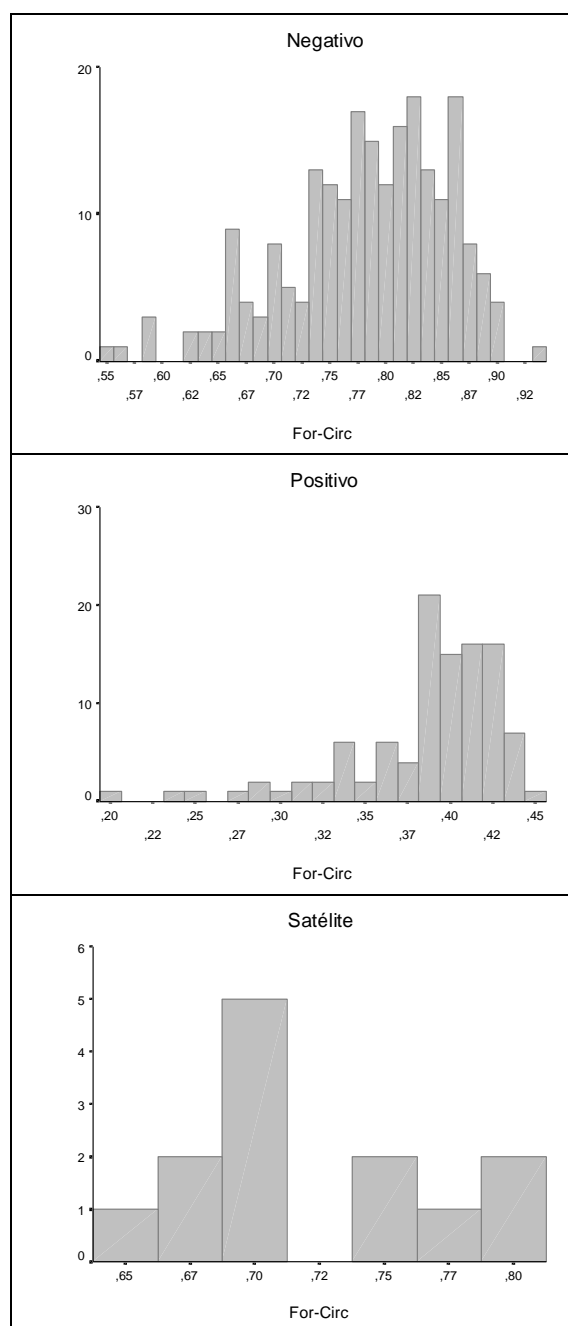 Negativo
20
10
0
,55 ,60 ,65 ,70 ,75 ,80 ,85 ,90
,57 ,62 ,67 ,72 ,77 ,82 ,87 ,92
For-Circ
Positivo
30
20
10
0
,20 ,25 ,30 ,35 ,40 ,45
,22 ,27 ,32 ,37 ,42
For-Circ
Satélite
6
5
4
3
2
1
0
,65 ,67 ,70 ,72 ,75 ,77 ,80
For-Circ